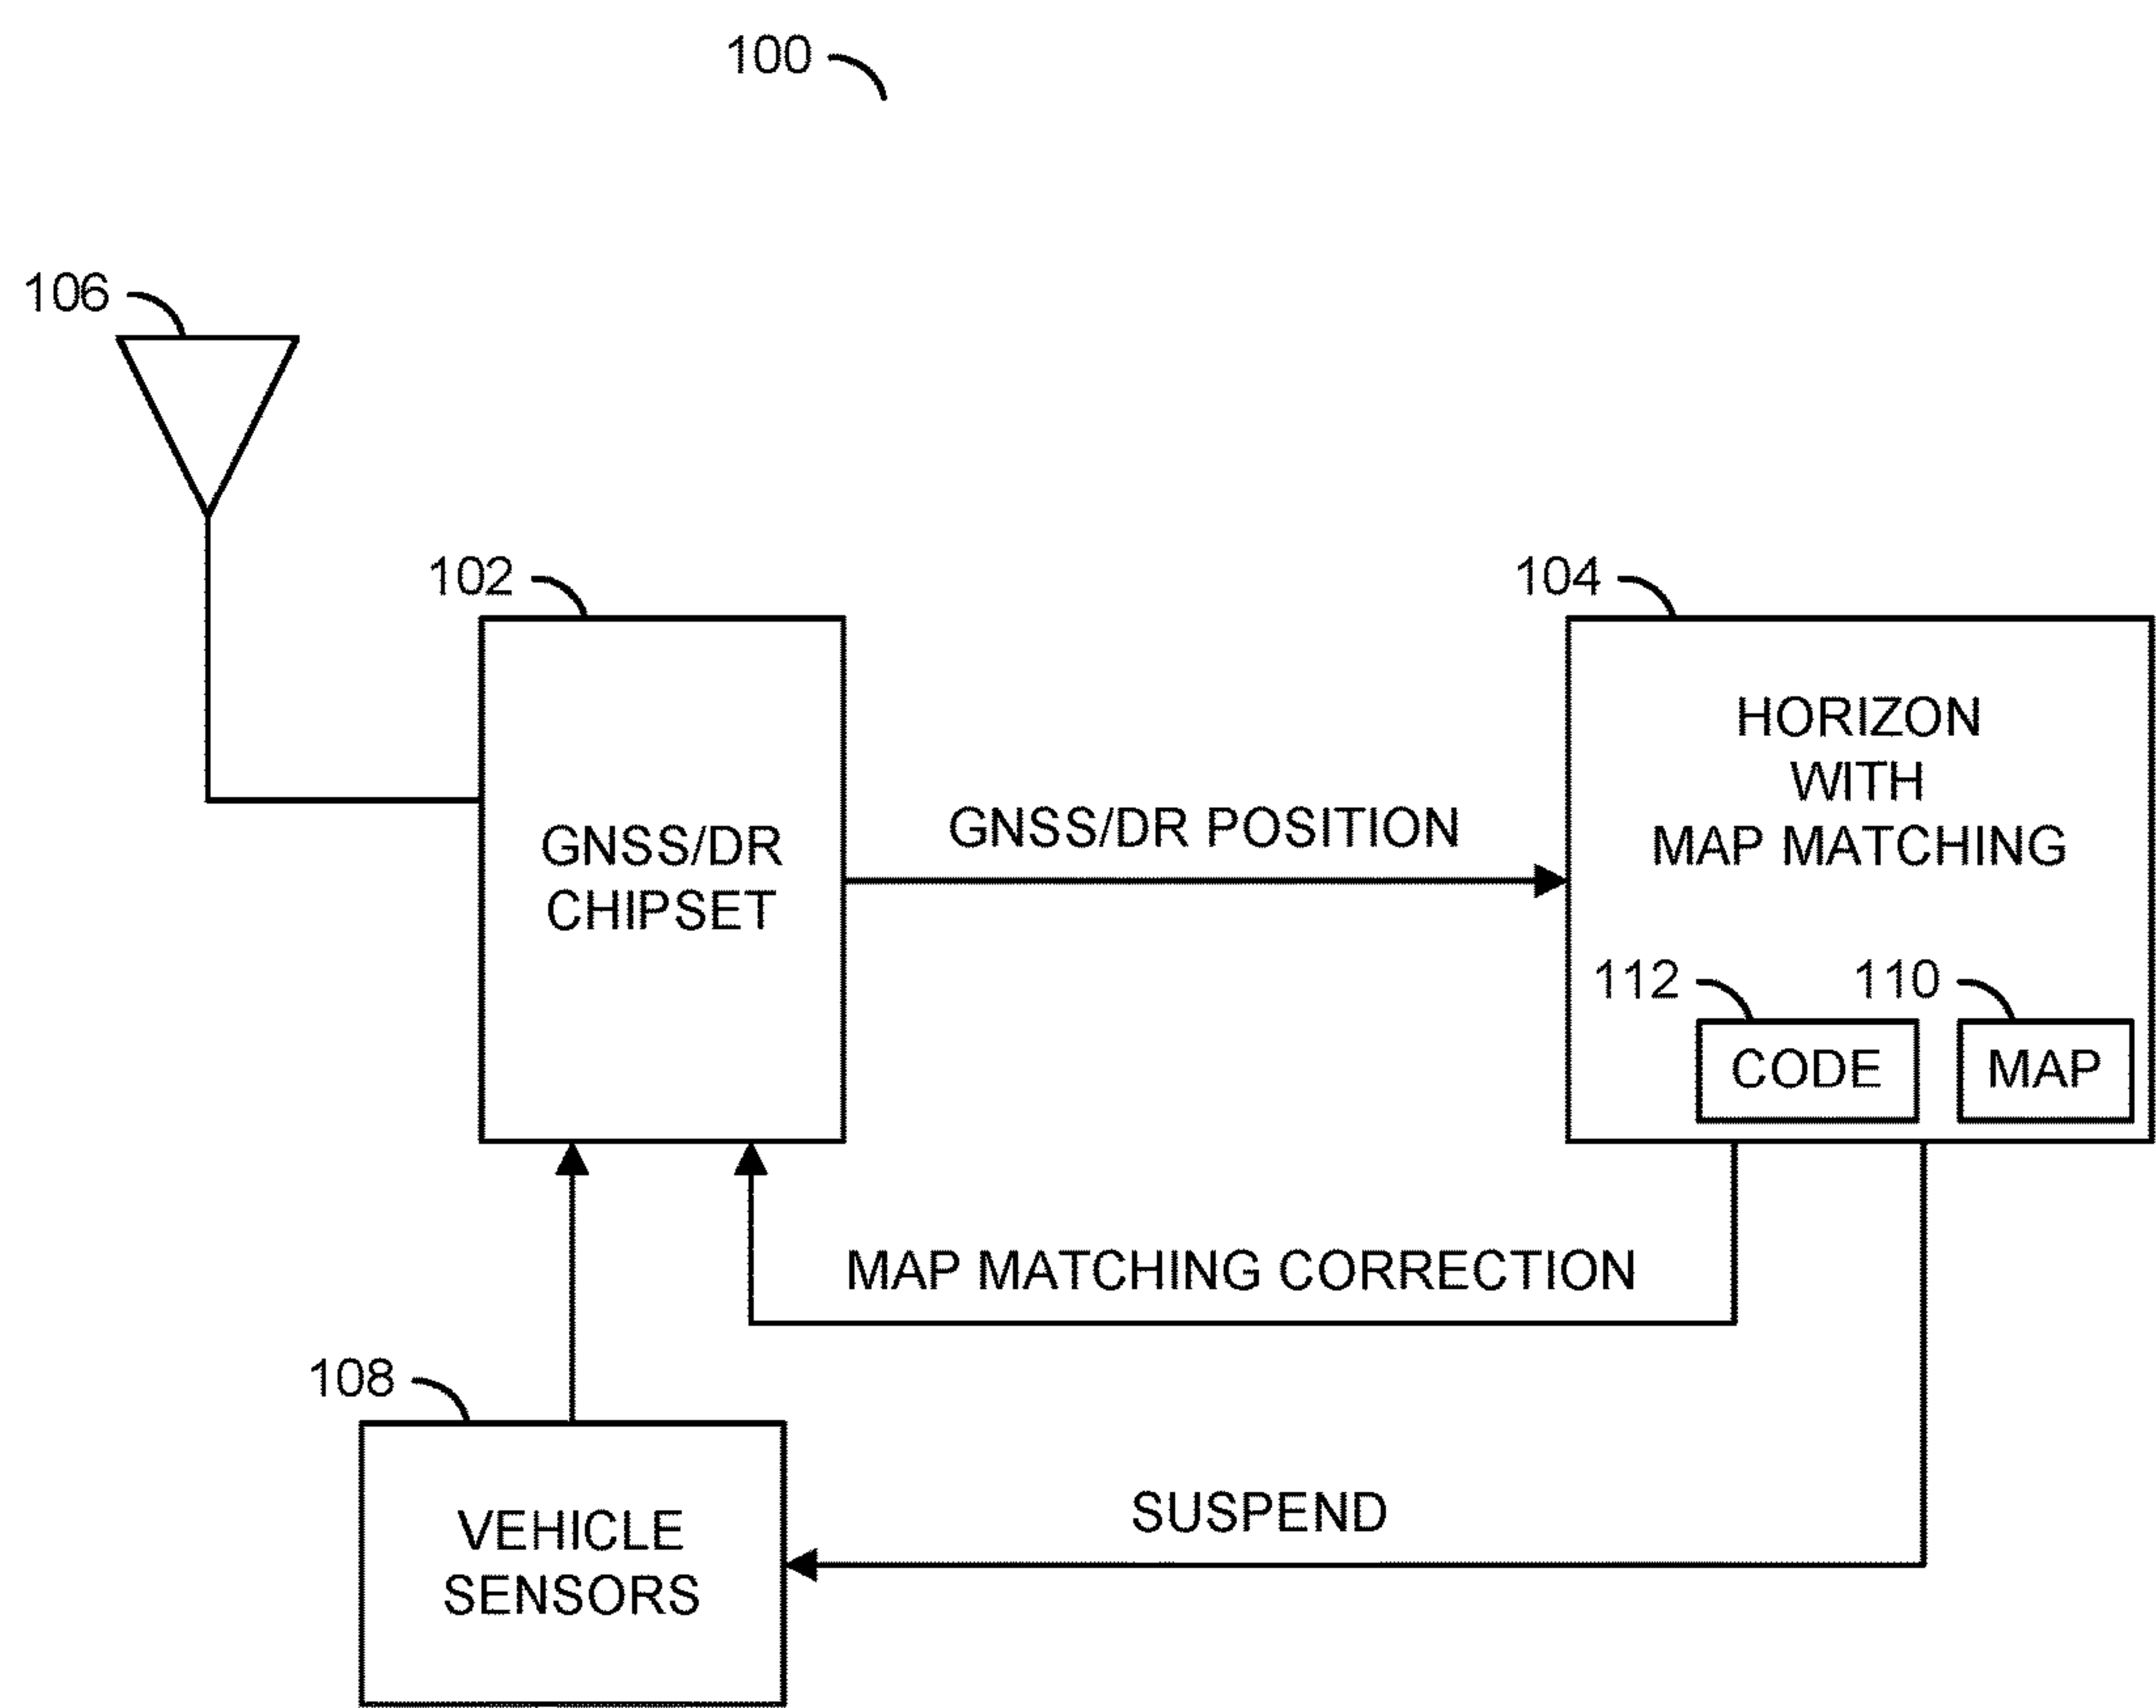 100
106
102
104
GNSS/DR
CHIPSET
GNSS/DR POSITION
HORIZON
WITH
MAP MATCHING
112
110
CODE
MAP
MAP MATCHING CORRECTION
108
VEHICLE
SENSORS
SUSPEND